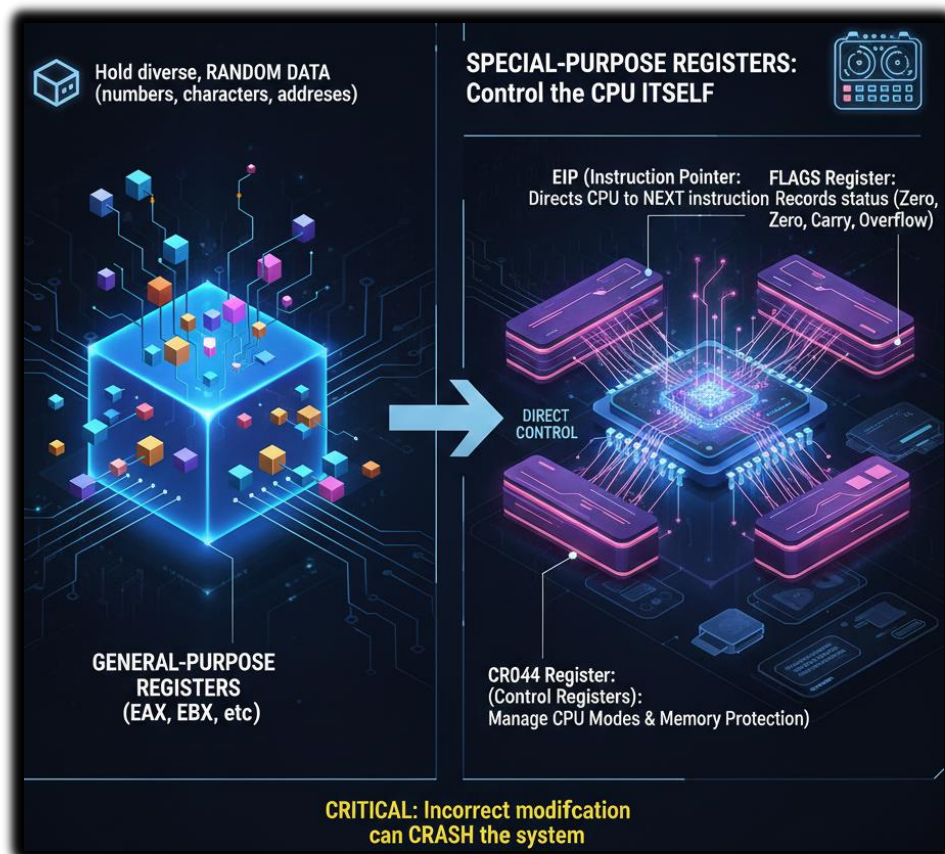 Hold diverse, RANDOM DATA
(numbers, characters, addreses)
GENERAL-PURPOSE
REGISTERS
(EAX, EBX, etc)
SPECIAL-PURPOSE REGISTERS:
Control the CPU ITSELF
EIP (Instruction Pointer:
Directs CPU to NEXT instruction
FLAGS Register:
Records status (Zero,
Zero, Carry, Overflow)
DIRECT
CONTROL
CR044 Register:
(Control Registers):
Manage CPU Modes & Memory Protection)
CRITICAL: Incorrect modifcation
can CRASH the system